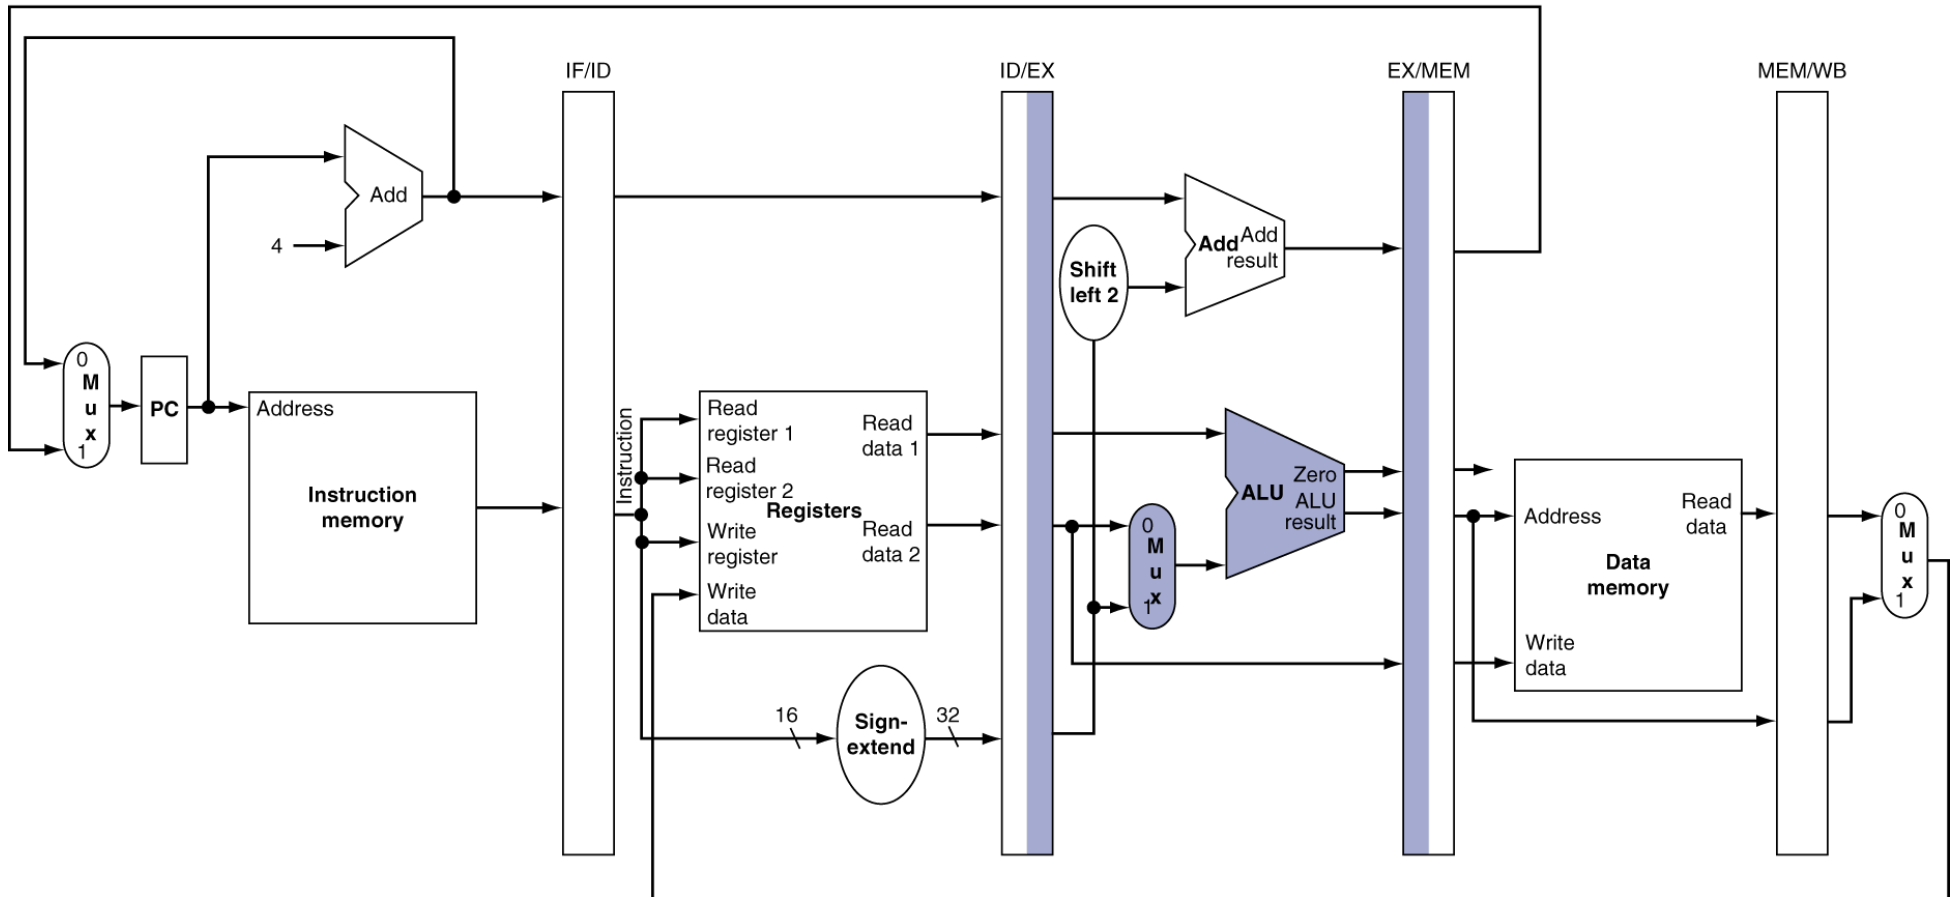 IF/ID
ID/EX
EX/MEM
MEM/WB
Add
4
Add
Add
result
Shift
left 2
0
M
u
x
1
PC
Address
Instruction
memory
Instruction
Read
register 1
Read
register 2
Write
register
Write
data
Registers
Read
data 1
Read
data 2
16
Sign-
extend
32
0
M
u
x
1
ALU
Zero
ALU
result
Address
Read
data
Data
memory
Write
data
0
M
u
x
1